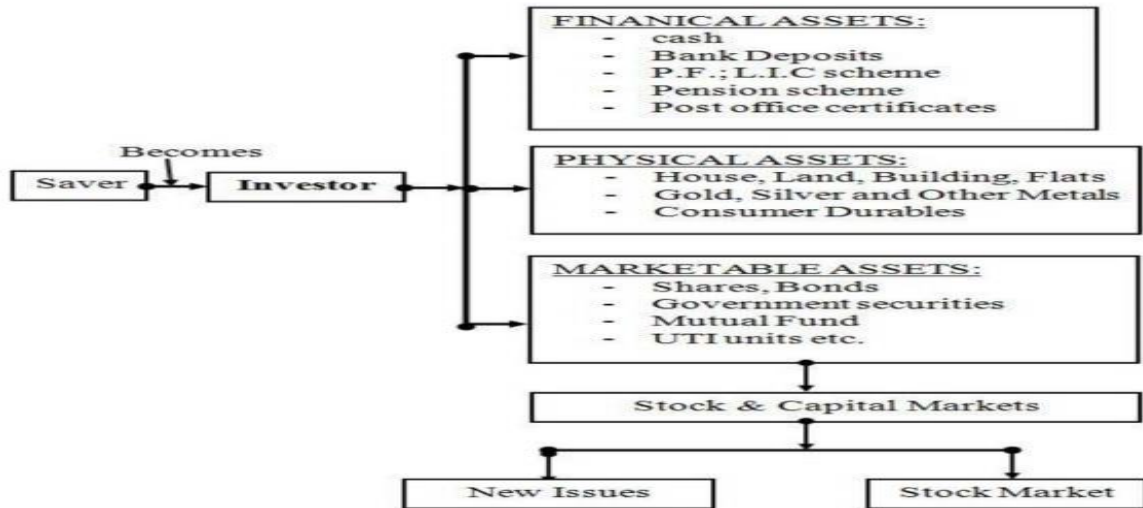 FINANICAL ASSETS:
- cash
- Bank Deposits
- P.F.; L.I.C scheme
- Pension scheme
- Post office certificates
Becomes
Saver
Investor
PHYSICAL ASSETS:
- House, Land, Building, Flats
- Gold, Silver and Other Metals
- Consumer Durables
MARKETABLE ASSETS:
- Shares, Bonds
- Government securities
- Mutual Fund
- UTI units etc.
Stock & Capital Markets
New Issues
Stock Market